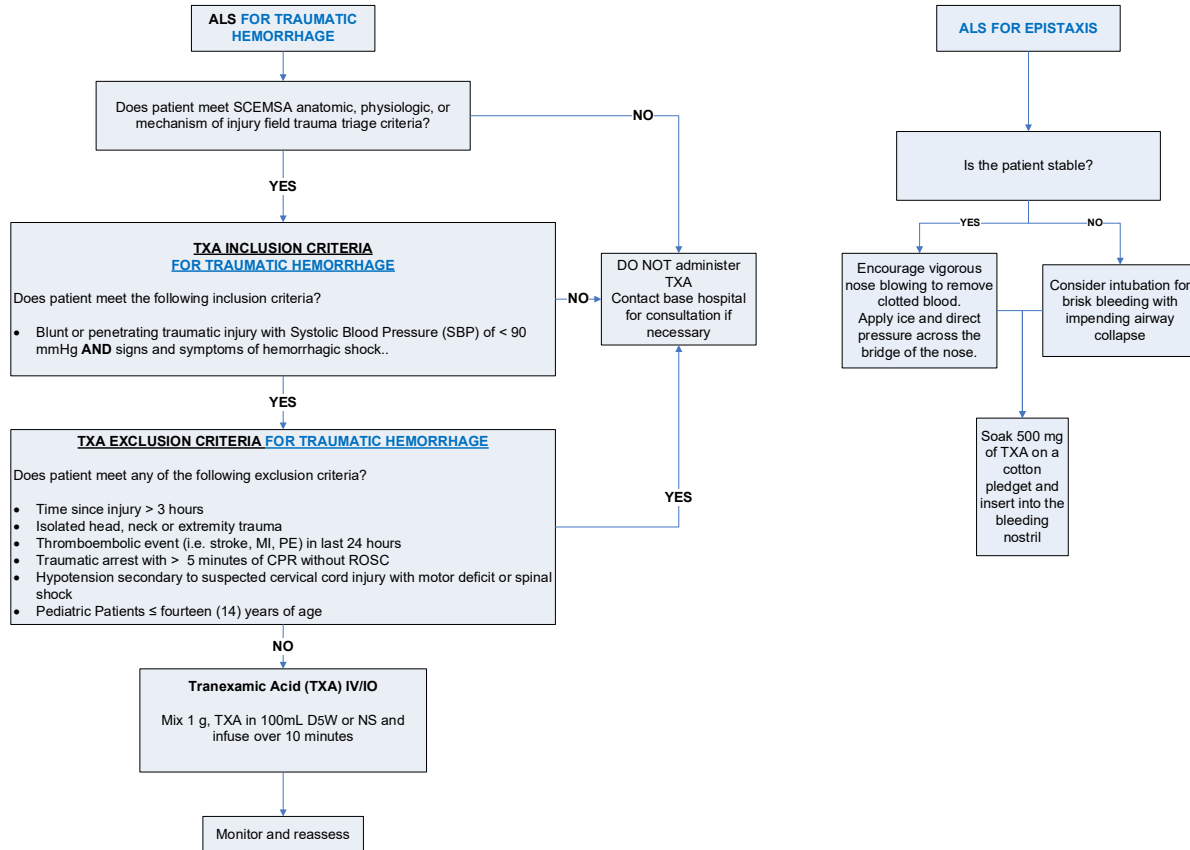 ALS FOR TRAUMATIC
HEMORRHAGE
Does patient meet SCEMSA anatomic, physiologic, or
mechanism of injury field trauma triage criteria?
NO
YES
TXA INCLUSION CRITERIA
FOR TRAUMATIC HEMORRHAGE
Does patient meet the following inclusion criteria?
• Blunt or penetrating traumatic injury with Systolic Blood Pressure (SBP) of < 90
mmHg AND signs and symptoms of hemorrhagic shock..
NO
DO NOT administer
TXA
Contact base hospital
for consultation if
necessary
YES
TXA EXCLUSION CRITERIA FOR TRAUMATIC HEMORRHAGE
Does patient meet any of the following exclusion criteria?
• Time since injury > 3 hours
• Isolated head, neck or extremity trauma
• Thromboembolic event (i.e. stroke, MI, PE) in last 24 hours
• Traumatic arrest with > 5 minutes of CPR without ROSC
• Hypotension secondary to suspected cervical cord injury with motor deficit or spinal
shock
• Pediatric Patients ≤ fourteen (14) years of age
YES
NO
Tranexamic Acid (TXA) IV/IO
Mix 1 g, TXA in 100mL D5W or NS and
infuse over 10 minutes
Monitor and reassess
ALS FOR EPISTAXIS
Is the patient stable?
YES
NO
Encourage vigorous
nose blowing to remove
clotted blood.
Apply ice and direct
pressure across the
bridge of the nose.
Consider intubation for
brisk bleeding with
impending airway
collapse
Soak 500 mg
of TXA on a
cotton
pledget and
insert into the
bleeding
nostril